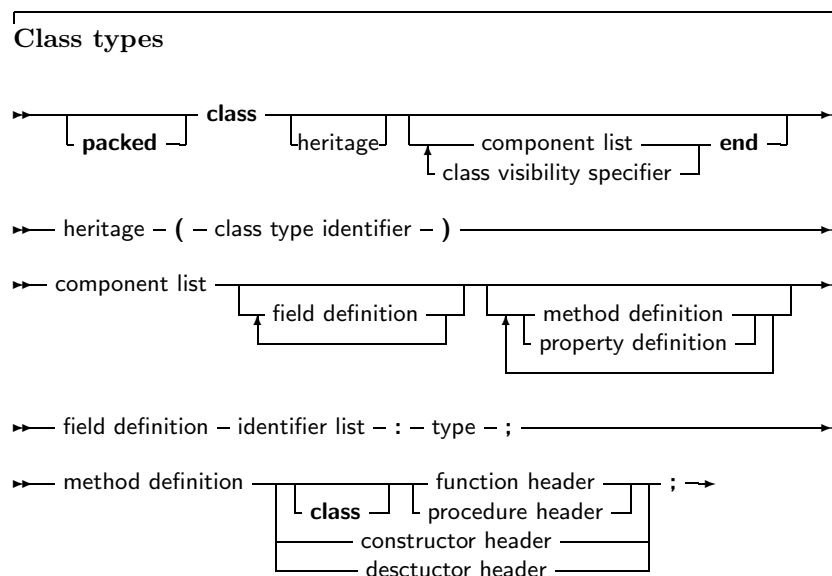 Class types
packed class heritage component list end
class visibility specifier
heritage ( class type identifier )
component list field definition method definition
property definition
field definition identifier list : type ;
method definition class function header ;
procedure header
constructor header
desctuctor header